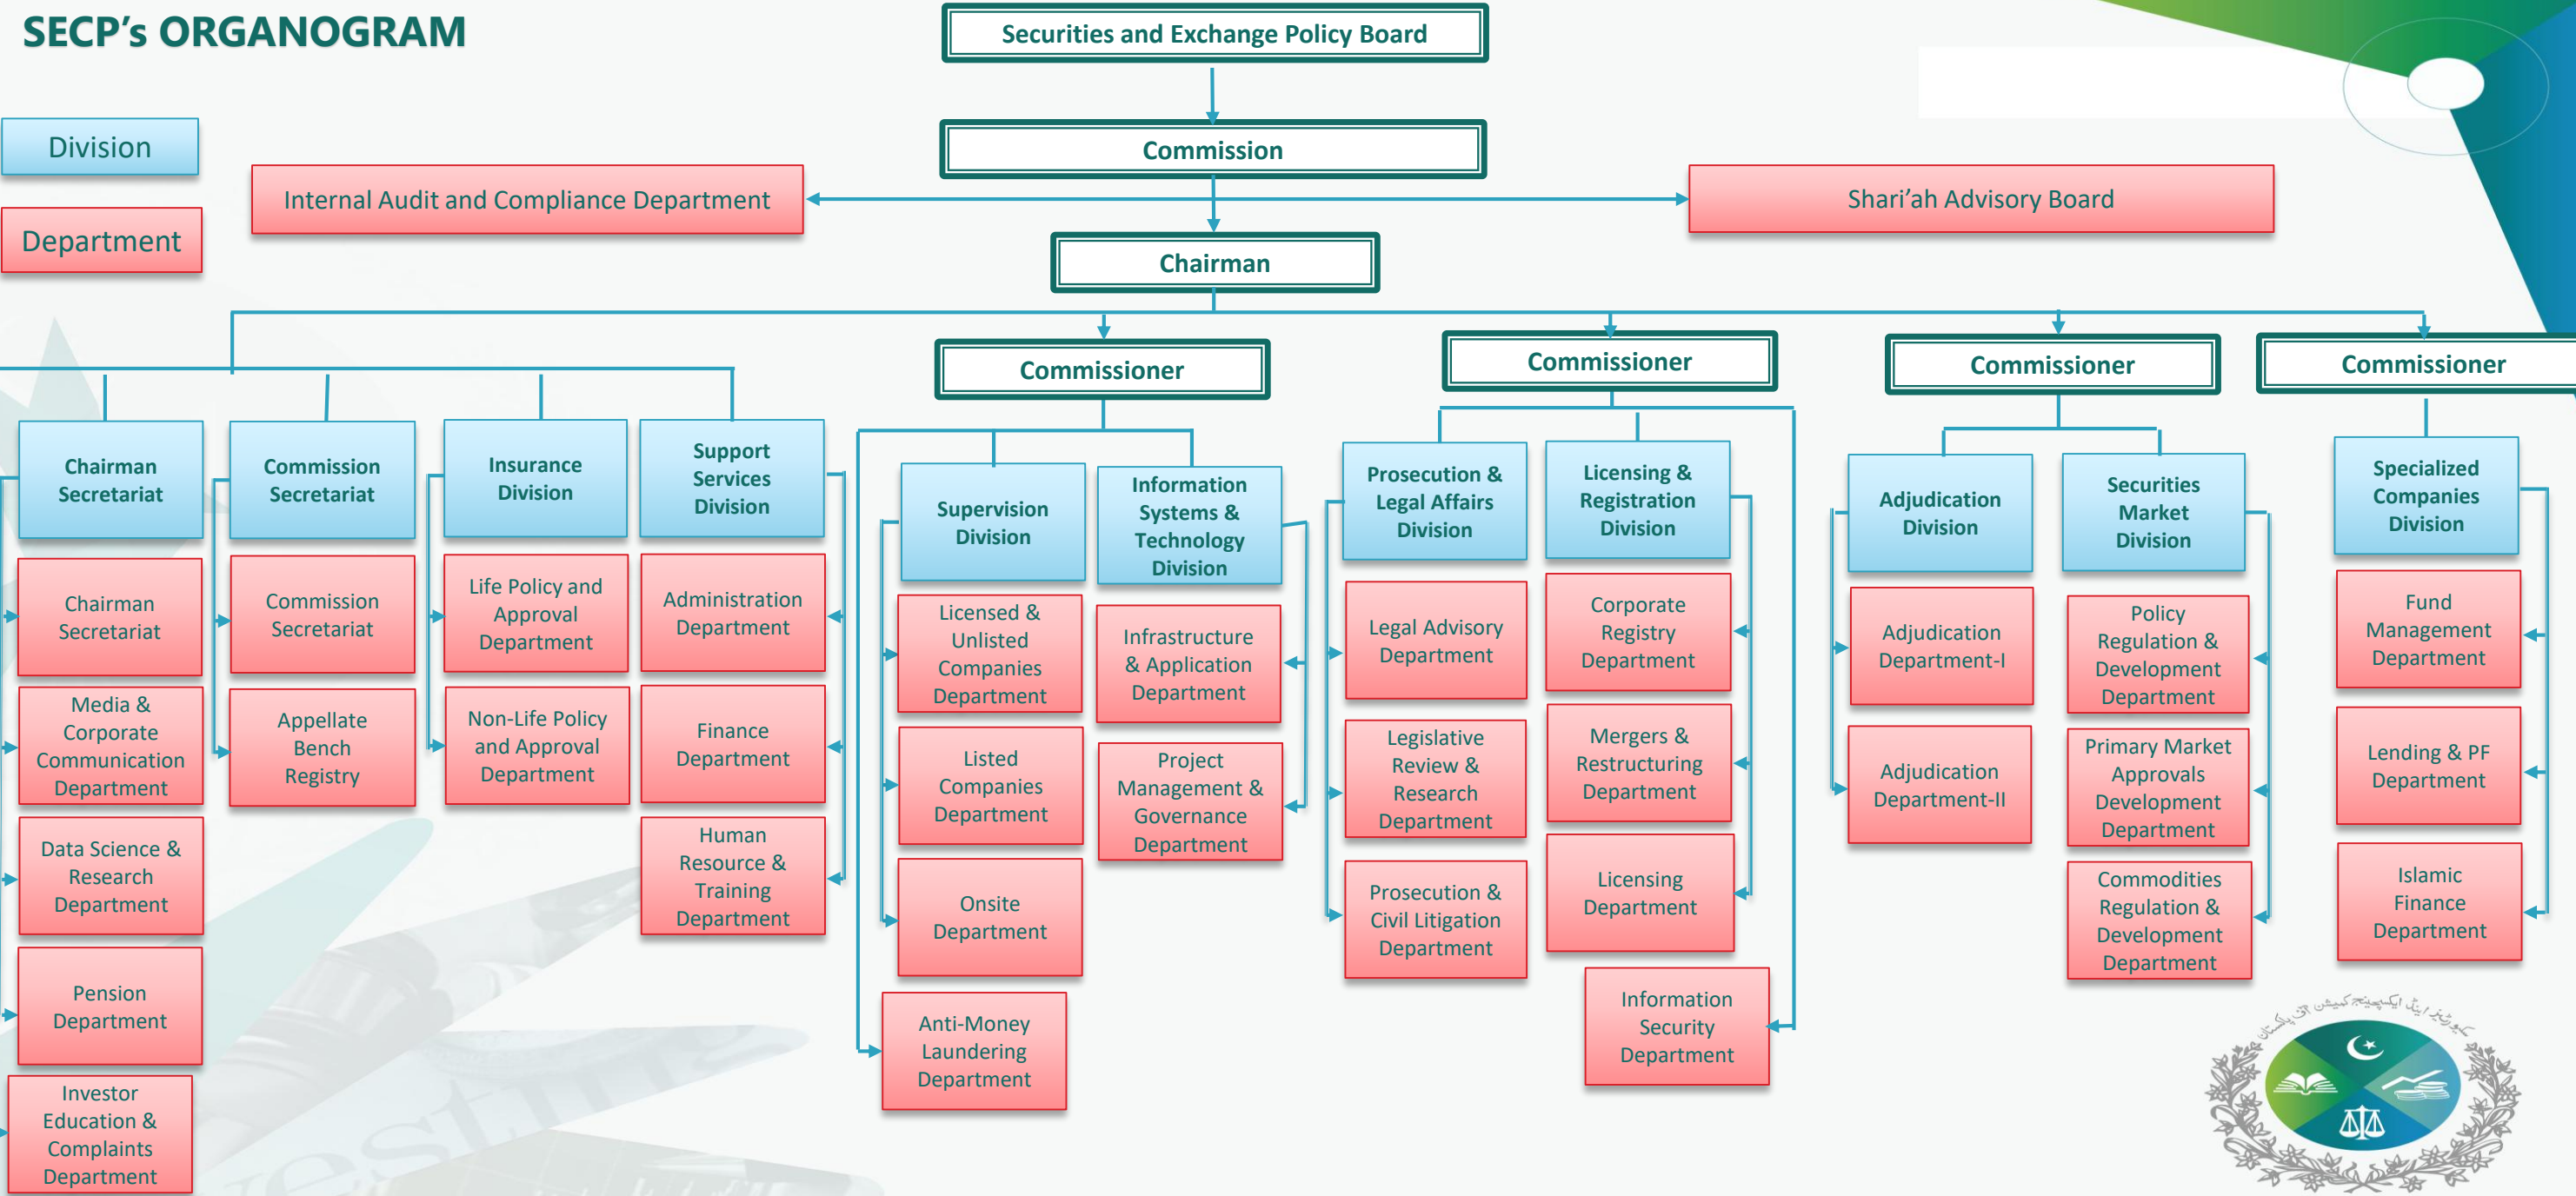 SECP's ORGANOGRAM
Securities and Exchange Policy Board
Division
Commission
Department
Internal Audit and Compliance Department
Shari'ah Advisory Board
Chairman
Commissioner
Commissioner
Commissioner
Commissioner
Chairman
Secretariat
Chairman
Secretariat
Media &
Corporate
Communication
Department
Data Science &
Research
Department
Pension
Department
Investor
Education &
Complaints
Department
Commission
Secretariat
Commission
Secretariat
Appellate
Bench
Registry
Insurance
Division
Life Policy and
Approval
Department
Non-Life Policy
and Approval
Department
Support
Services
Division
Administration
Department
Finance
Department
Human
Resource &
Training
Department
Supervision
Division
Licensed &
Unlisted
Companies
Department
Listed
Companies
Department
Onsite
Department
Anti-Money
Laundering
Department
Information
Systems &
Technology
Division
Infrastructure
& Application
Department
Project
Management &
Governance
Department
Prosecution &
Legal Affairs
Division
Legal Advisory
Department
Legislative
Review &
Research
Department
Prosecution &
Civil Litigation
Department
Licensing &
Registration
Division
Corporate
Registry
Department
Mergers &
Restructuring
Department
Licensing
Department
Information
Security
Department
Adjudication
Division
Adjudication
Department-I
Adjudication
Department-II
Securities
Market
Division
Policy
Regulation &
Development
Department
Primary Market
Approvals
Development
Department
Commodities
Regulation &
Development
Department
Specialized
Companies
Division
Fund
Management
Department
Lending & PF
Department
Islamic
Finance
Department
سکیورٹیز اینڈ ایکسچینج کمیشن آف پاکستان